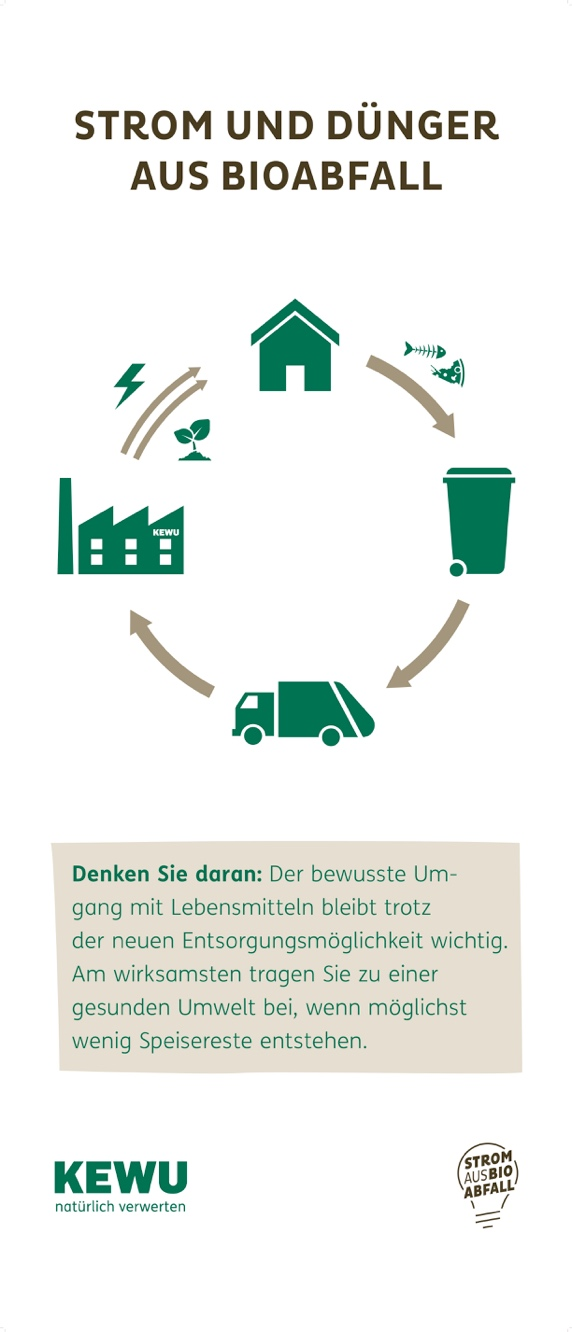 STROM UND DÜNGER
AUS BIOABFALL
KEWU
Denken Sie daran: Der bewusste Um-
gang mit Lebensmitteln bleibt trotz
der neuen Entsorgungsmöglichkeit wichtig.
Am wirksamsten tragen Sie zu einer
gesunden Umwelt bei, wenn möglichst
wenig Speisereste entstehen.
KEWU
natürlich verwerten
STROM
AUSBIO
ABFALL